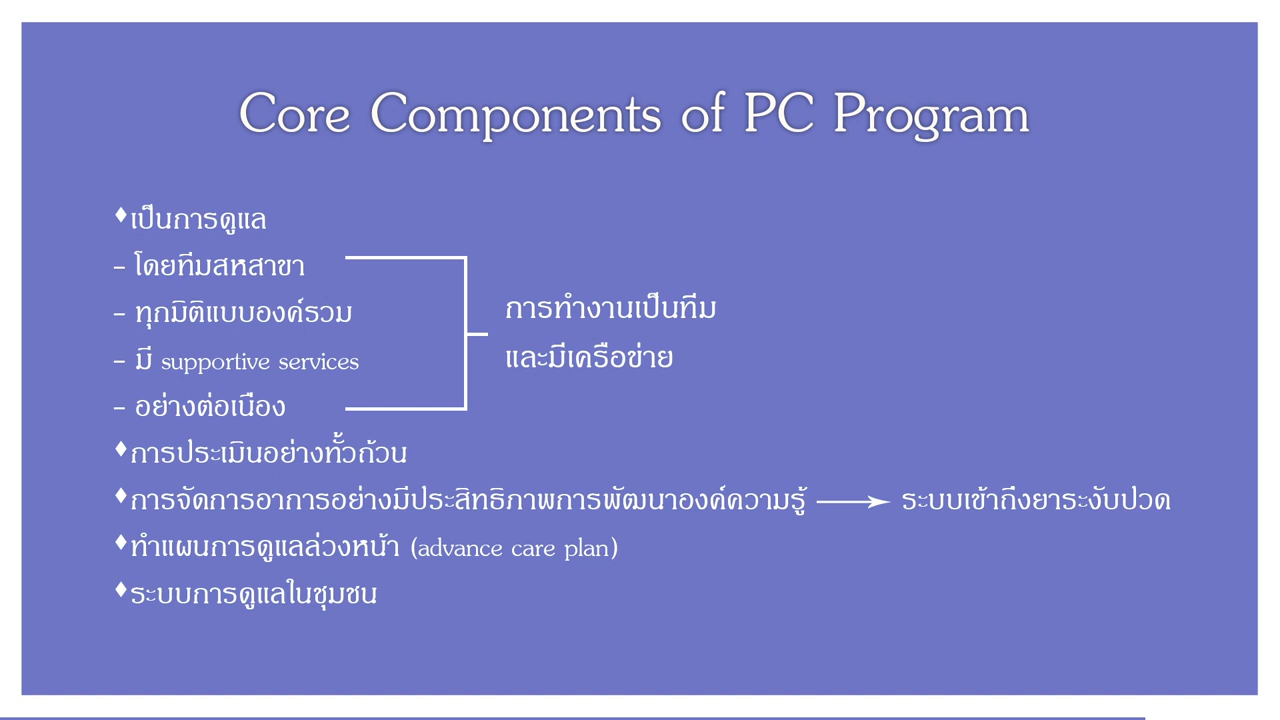 Core Components of PC Program
♦เป็นการดูแล
– โดยทีมสหสาขา
– ทุกมิติแบบองค์รวม
– มี supportive services
– อย่างต่อเนื่อง
การทำงานเป็นทีม
และมีเครือข่าย
♦การประเมินอย่างทั้วถ้วน
♦การจัดการอาการอย่างมีประสิทธิภาพการพัฒนาองค์ความรู้ → ระบบเข้าถึงยาระงับปวด
♦ทำแผนการดูแลล่วงหน้า (advance care plan)
♦ระบบการดูแลในชุมชน